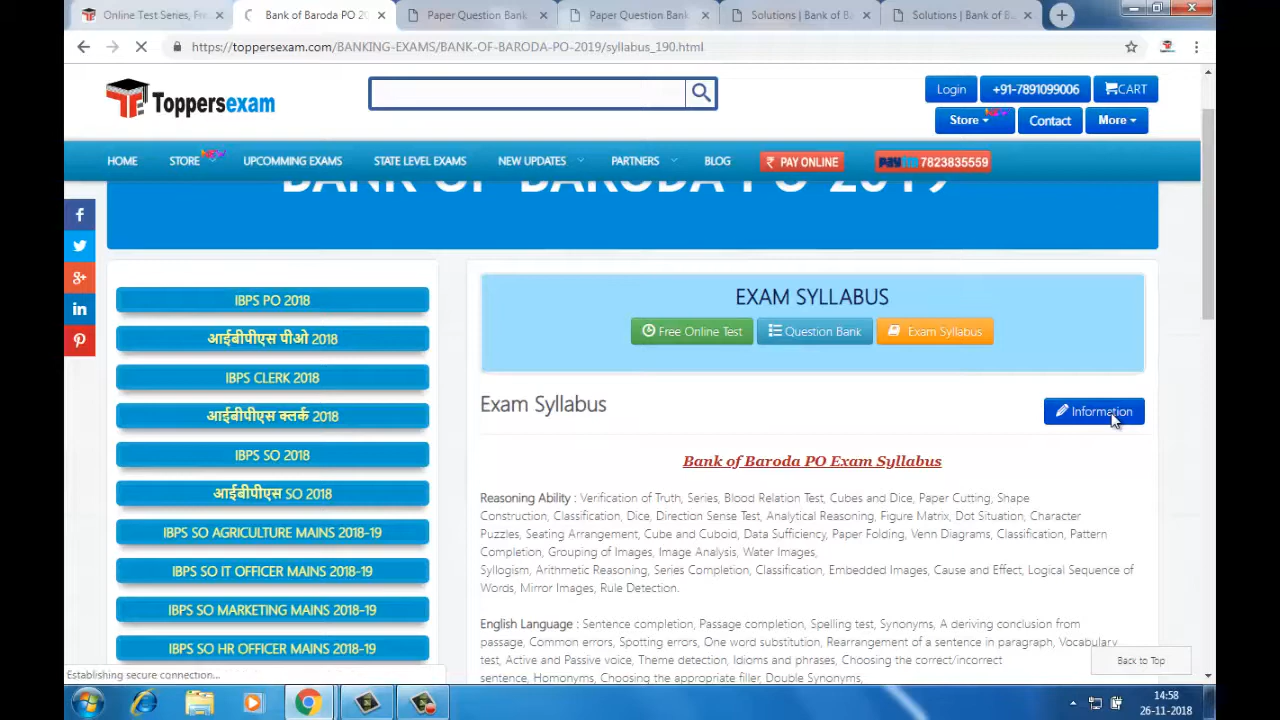 Online Test Series, Fre
Bank of Baroda PO 20
Paper Question Bank
Paper Question Bank
Solutions | Bank of Ba
Solutions | Bank of B
https://toppersexam.com/BANKING-EXAMS/BANK-OF-BARODA-PO-2019/syllabus_190.html
Toppersexam
Login
+91-7891099006
CART
Store
Contact
More
HOME
STORE
UPCOMMING EXAMS
STATE LEVEL EXAMS
NEW UPDATES
PARTNERS
BLOG
₹ PAY ONLINE
paytm 7823835559
BANK OF BARODA PO 2019
IBPS PO 2018
आईबीपीएस पीओ 2018
IBPS CLERK 2018
आईबीपीएस क्लर्क 2018
IBPS SO 2018
आईबीपीएस SO 2018
IBPS SO AGRICULTURE MAINS 2018-19
IBPS SO IT OFFICER MAINS 2018-19
IBPS SO MARKETING MAINS 2018-19
IBPS SO HR OFFICER MAINS 2018-19
EXAM SYLLABUS
Free Online Test
Question Bank
Exam Syllabus
Exam Syllabus
Information
Bank of Baroda PO Exam Syllabus
Reasoning Ability : Verification of Truth, Series, Blood Relation Test, Cubes and Dice, Paper Cutting, Shape
Construction, Classification, Dice, Direction Sense Test, Analytical Reasoning, Figure Matrix, Dot Situation, Character
Puzzles, Seating Arrangement, Cube and Cuboid, Data Sufficiency, Paper Folding, Venn Diagrams, Classification, Pattern
Completion, Grouping of Images, Image Analysis, Water Images,
Syllogism, Arithmetic Reasoning, Series Completion, Classification, Embedded Images, Cause and Effect, Logical Sequence of
Words, Mirror Images, Rule Detection.
English Language : Sentence completion, Passage completion, Spelling test, Synonyms, A deriving conclusion from
passage, Common errors, Spotting errors, One word substitution, Rearrangement of a sentence in paragraph, Vocabulary
test, Active and Passive voice, Theme detection, Idioms and phrases, Choosing the correct/incorrect
sentence, Homonyms, Choosing the appropriate filler, Double Synonyms,
Back to Top
Establishing secure connection...
14:58
26-11-2018